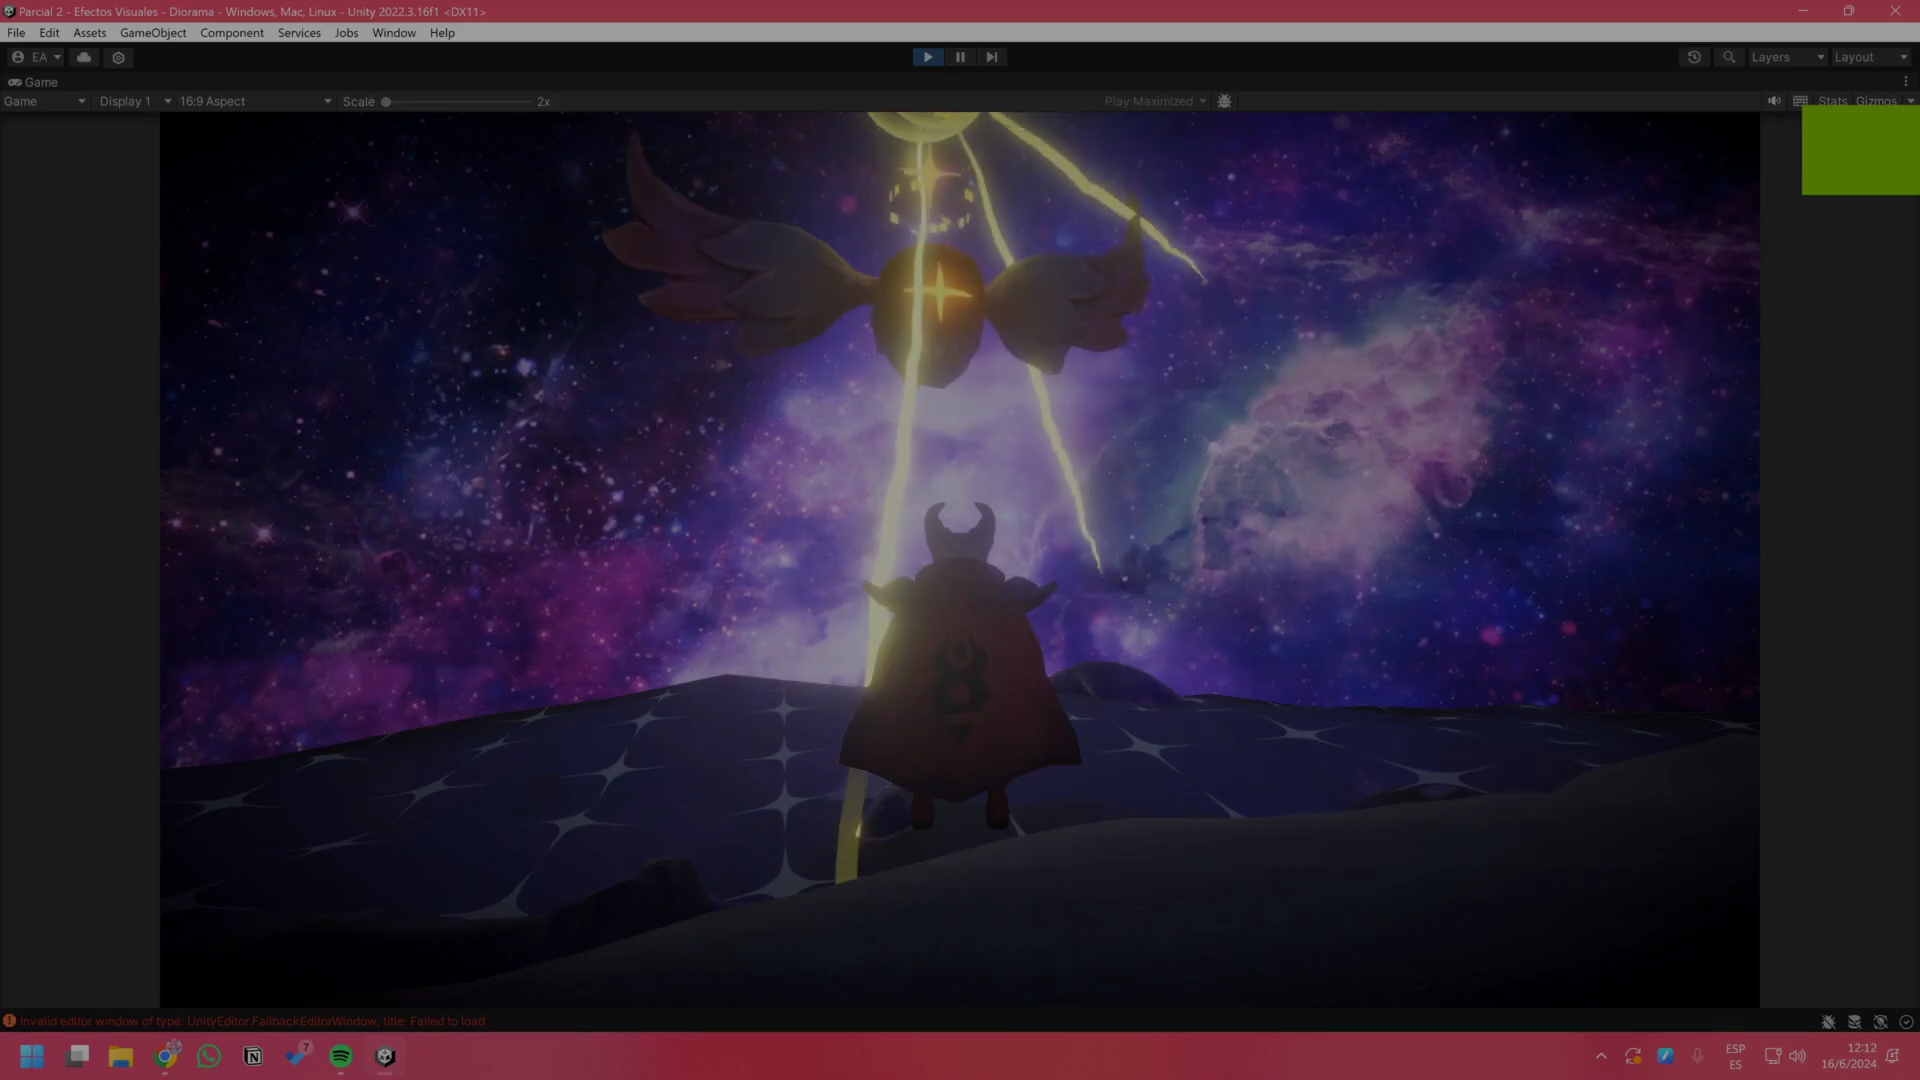 Parcial 2 - Efectos Visuales - Diorama - Windows, Mac, Linux - Unity 2022.3.16f1 <DX11>
File Edit Assets GameObject Component Services Jobs Window Help
EA Layers Layout
Game
Game Display 1 16:9 Aspect Scale 2x Play Maximized Stats Gizmos
8
Invalid editor window of type: UnityEditor.FallbackEditorWindow, title: Failed to load
7
ESP 12:12
ES 16/6/2024